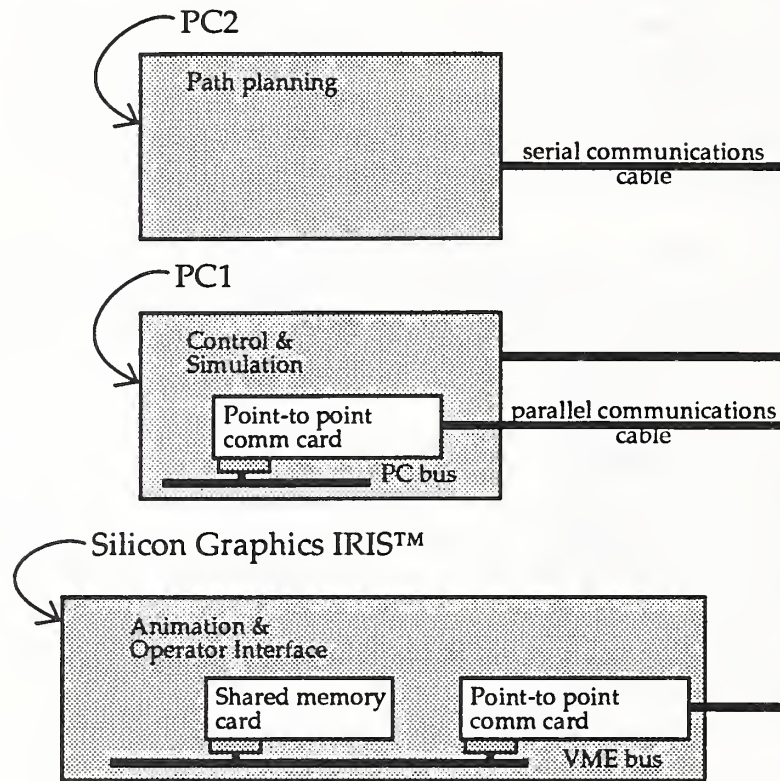 PC2
Path planning
serial communications
cable
PC1
Control &
Simulation
Point-to point
comm card
parallel communications
cable
PC bus
Silicon Graphics IRIS™
Animation &
Operator Interface
Shared memory
card
Point-to point
comm card
VME bus